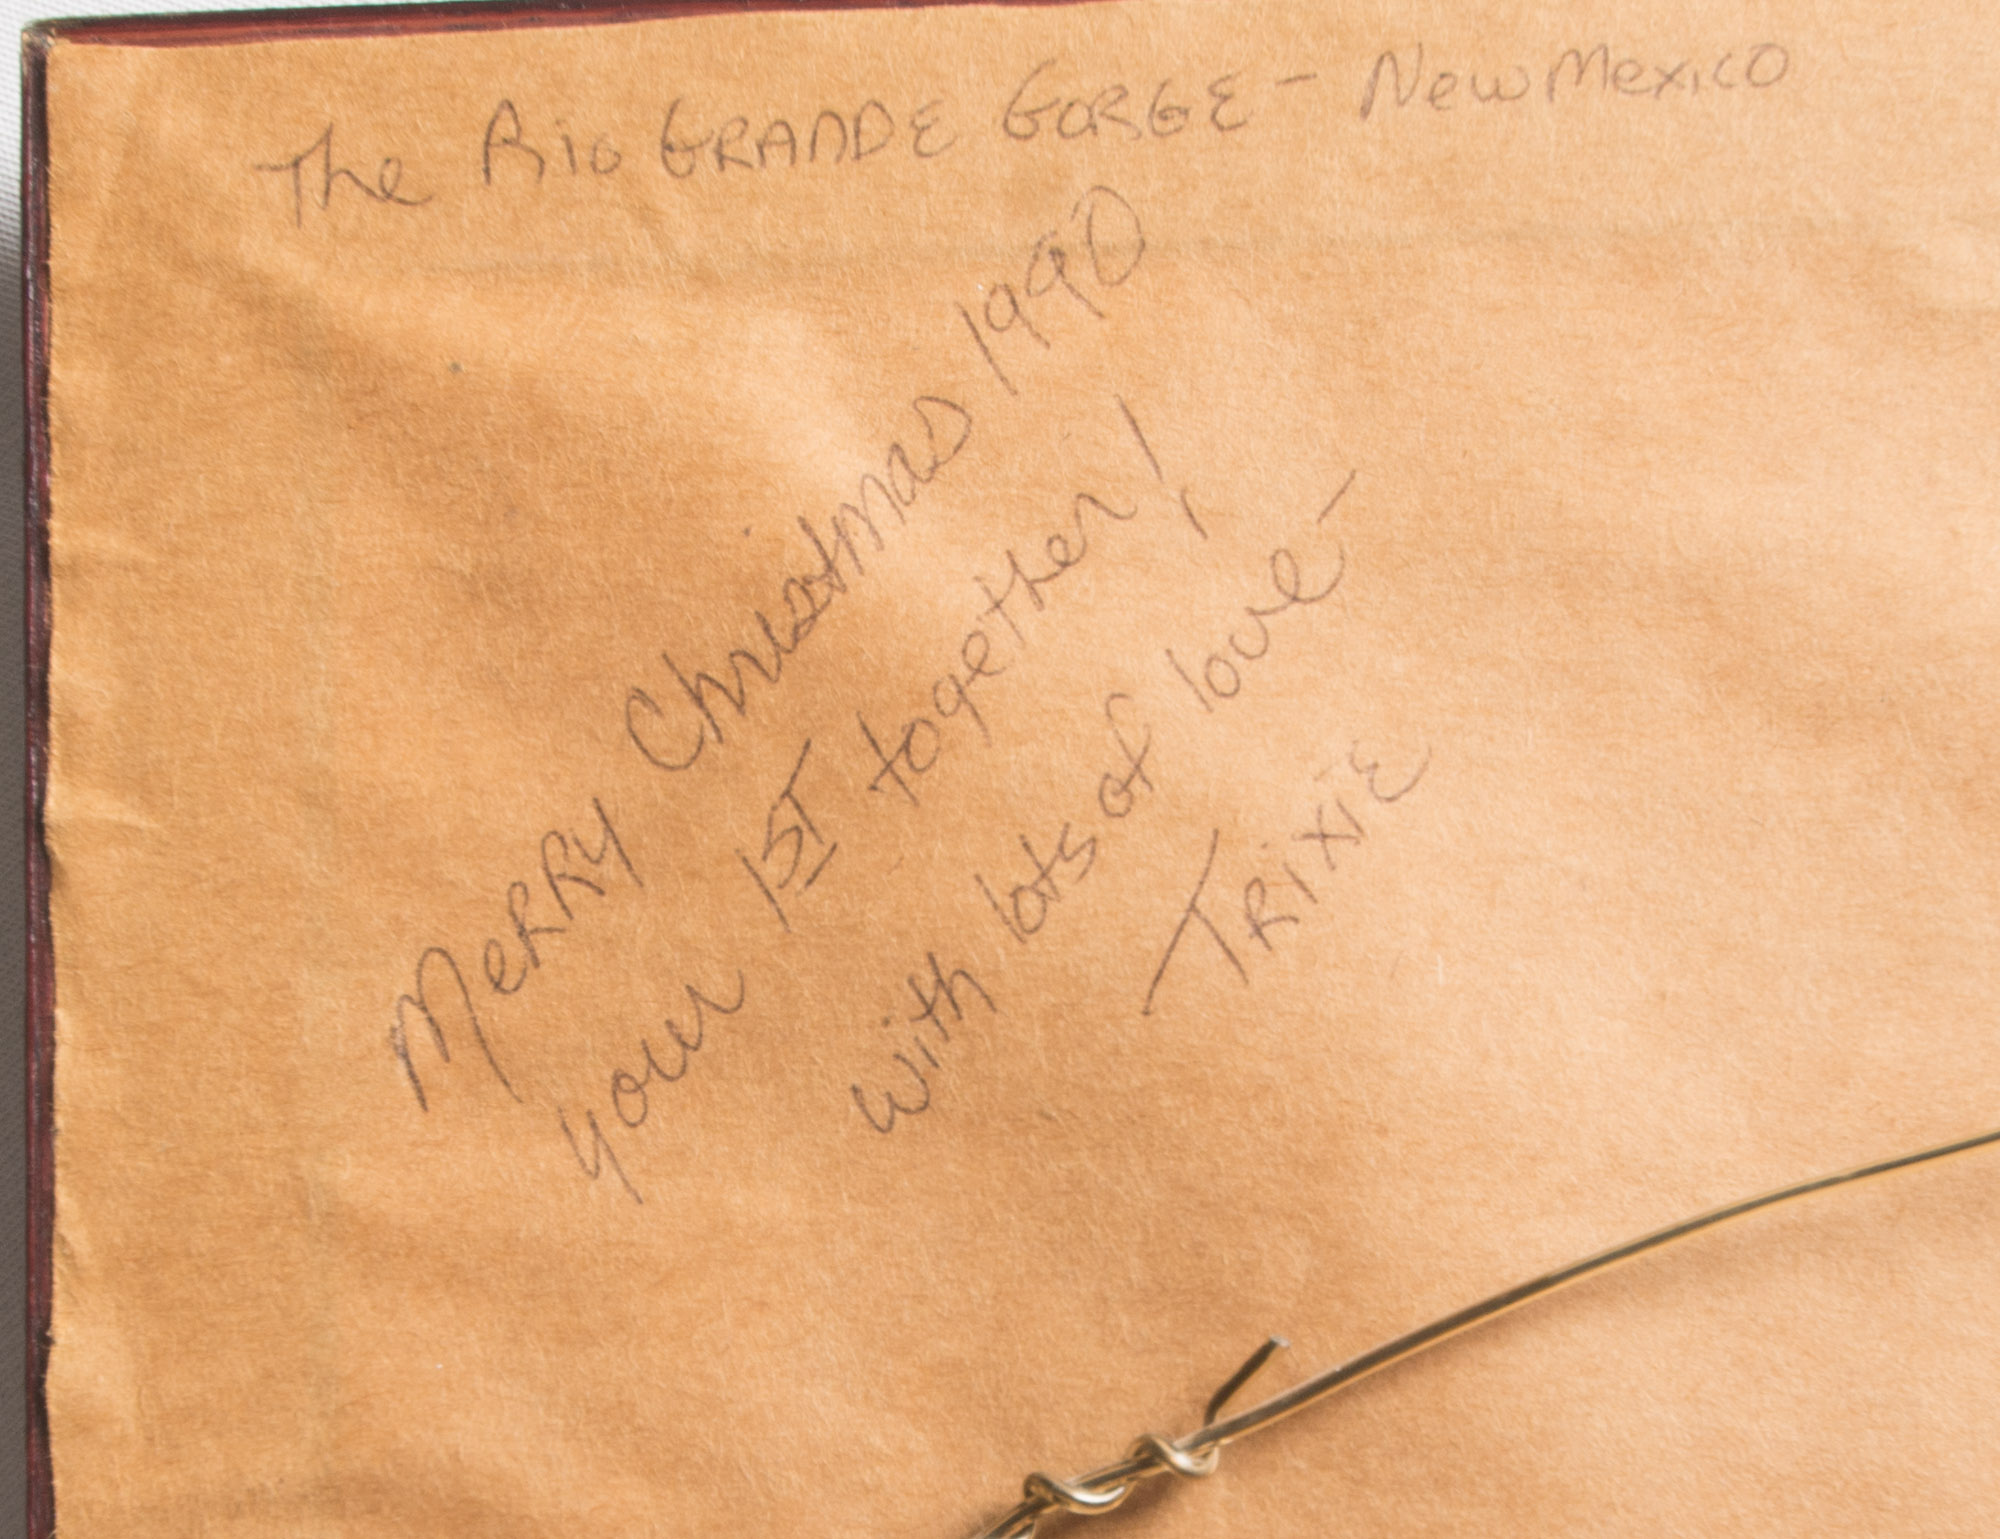 The Rio GRANDE GORGE - New Mexico
Merry Christmas 1990
your 1ST together!
with lots of love -
TRIXIE